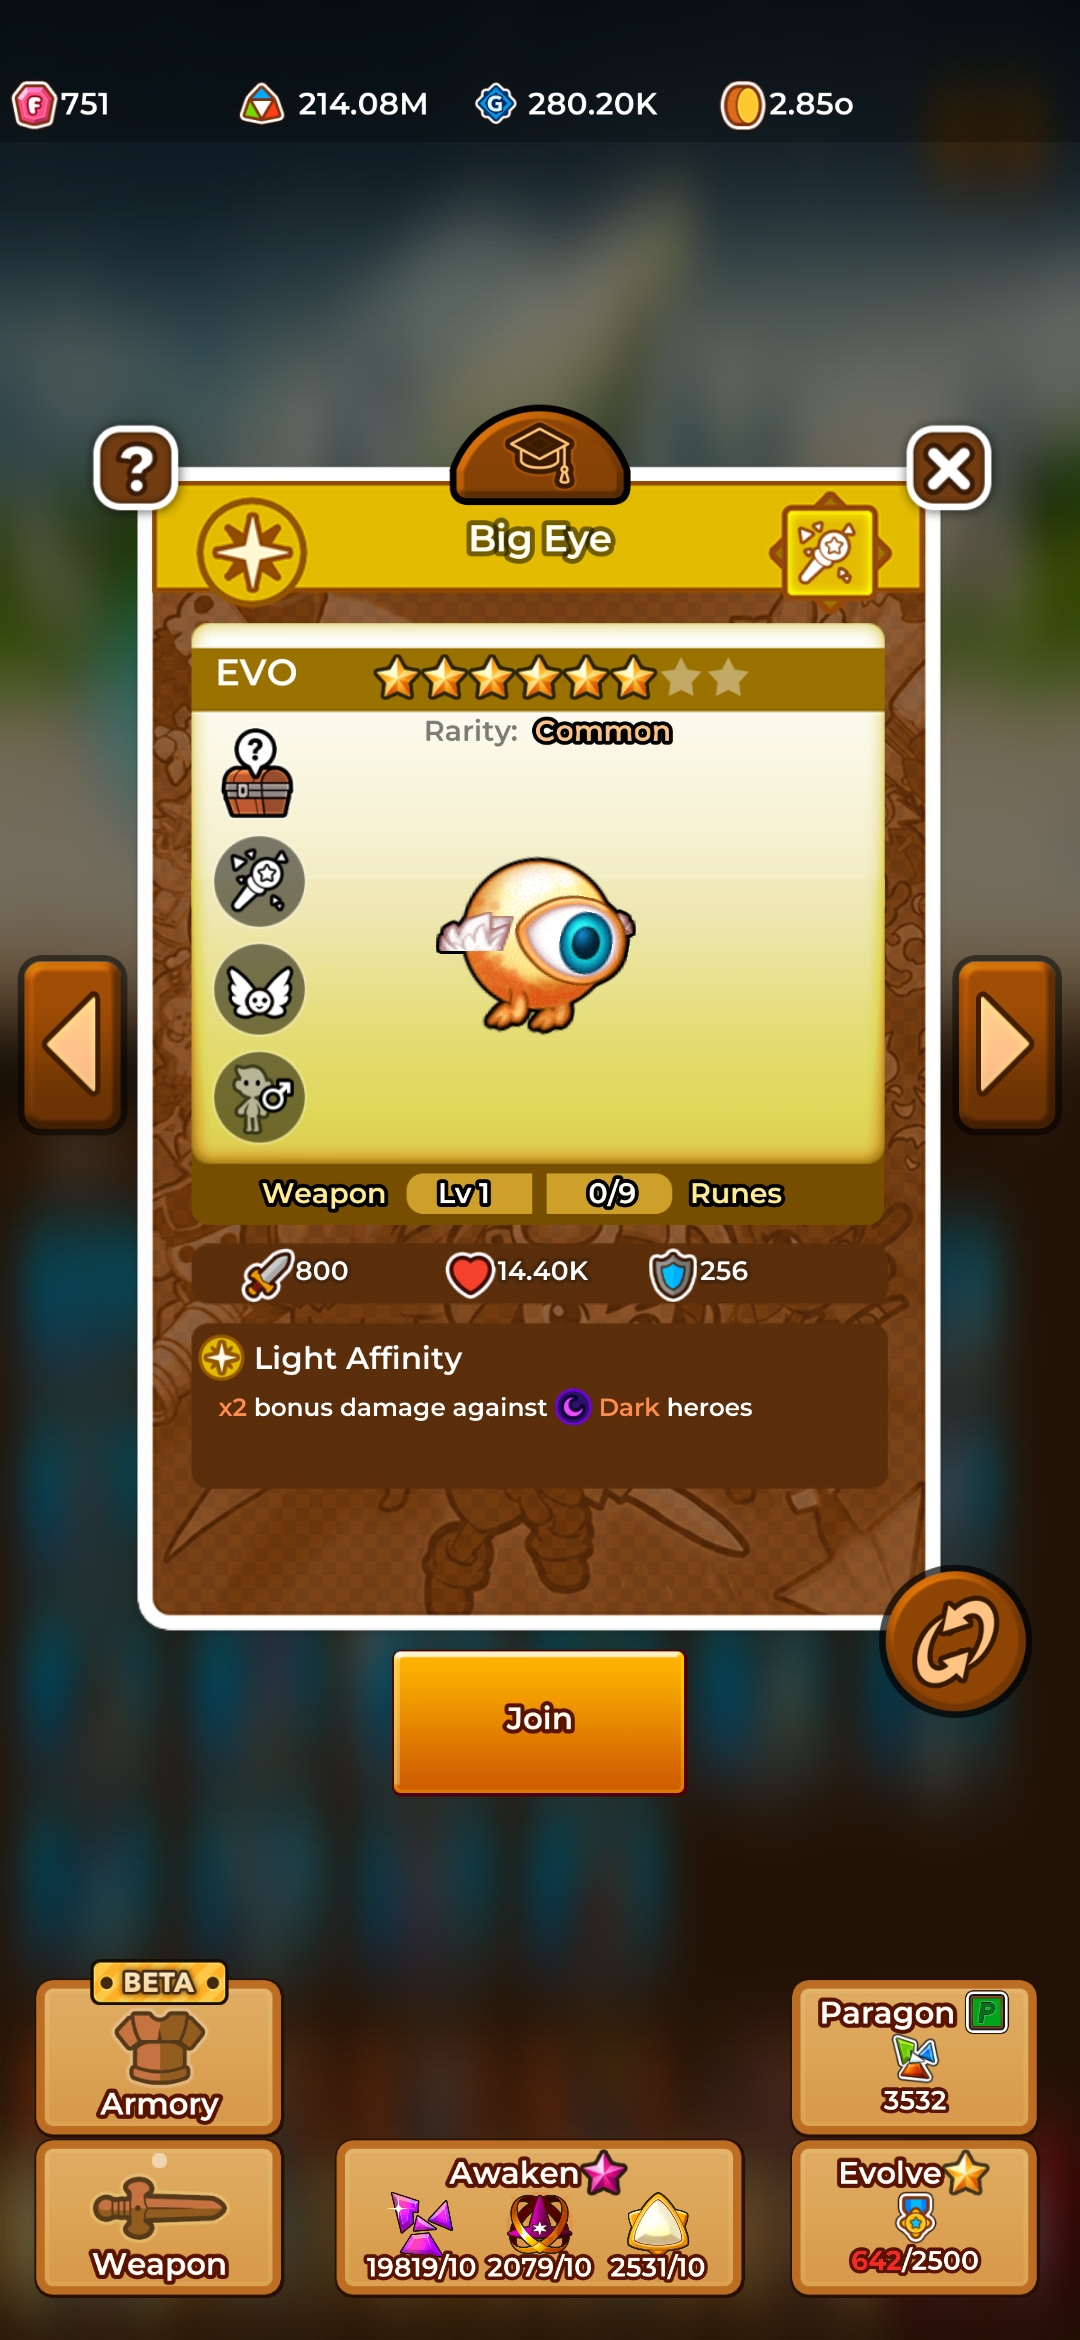 F 751 214.08M G 280.20K 2.85o
?
Big Eye
EVO
Rarity: Common
?
Weapon Lv 1 0/9 Runes
800 14.40K 256
Light Affinity
x2 bonus damage against Dark heroes
Join
BETA
Armory
Paragon P
3532
Weapon
Awaken
19819/10 2079/10 2531/10
Evolve
642/2500